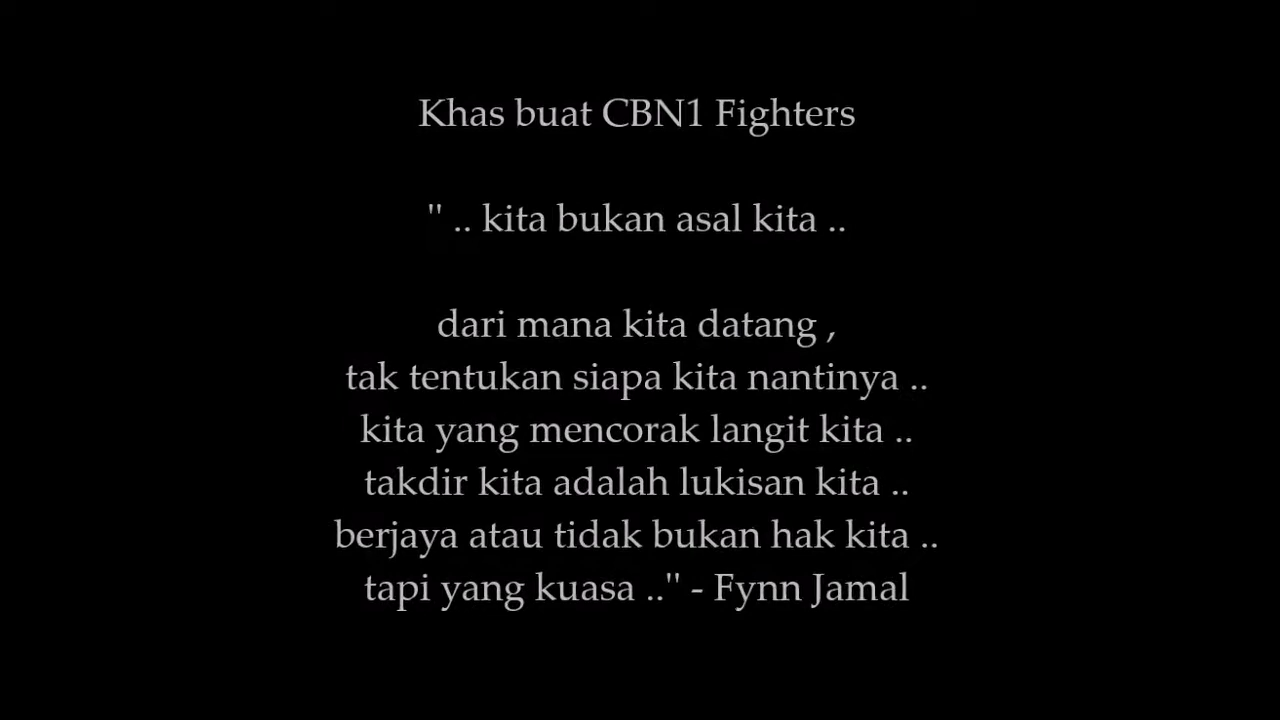 Khas buat CBN1 Fighters
" .. kita bukan asal kita ..
dari mana kita datang ,
tak tentukan siapa kita nantinya ..
kita yang mencorak langit kita ..
takdir kita adalah lukisan kita ..
berjaya atau tidak bukan hak kita ..
tapi yang kuasa .." - Fynn Jamal